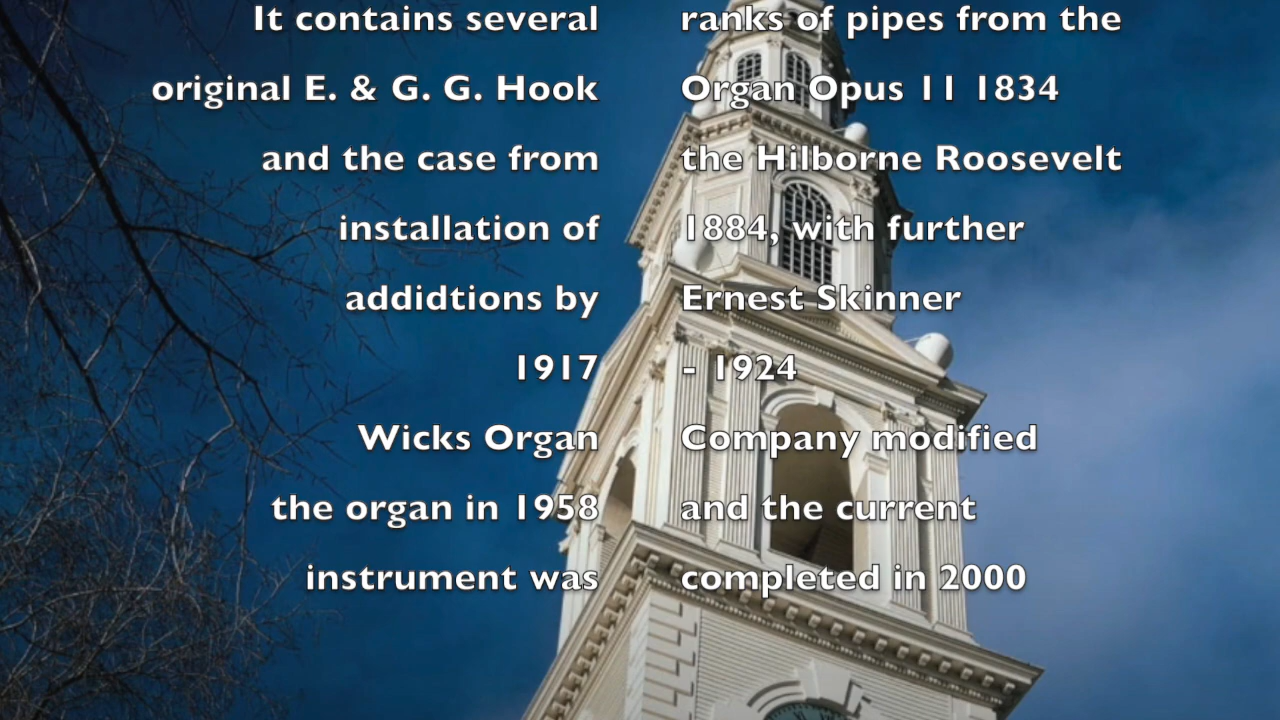 It contains several ranks of pipes from the
original E. & G. G. Hook Organ Opus 11 1834
and the case from the Hilborne Roosevelt
installation of 1884, with further
addidtions by Ernest Skinner
1917 - 1924
Wicks Organ Company modified
the organ in 1958 and the current
instrument was completed in 2000